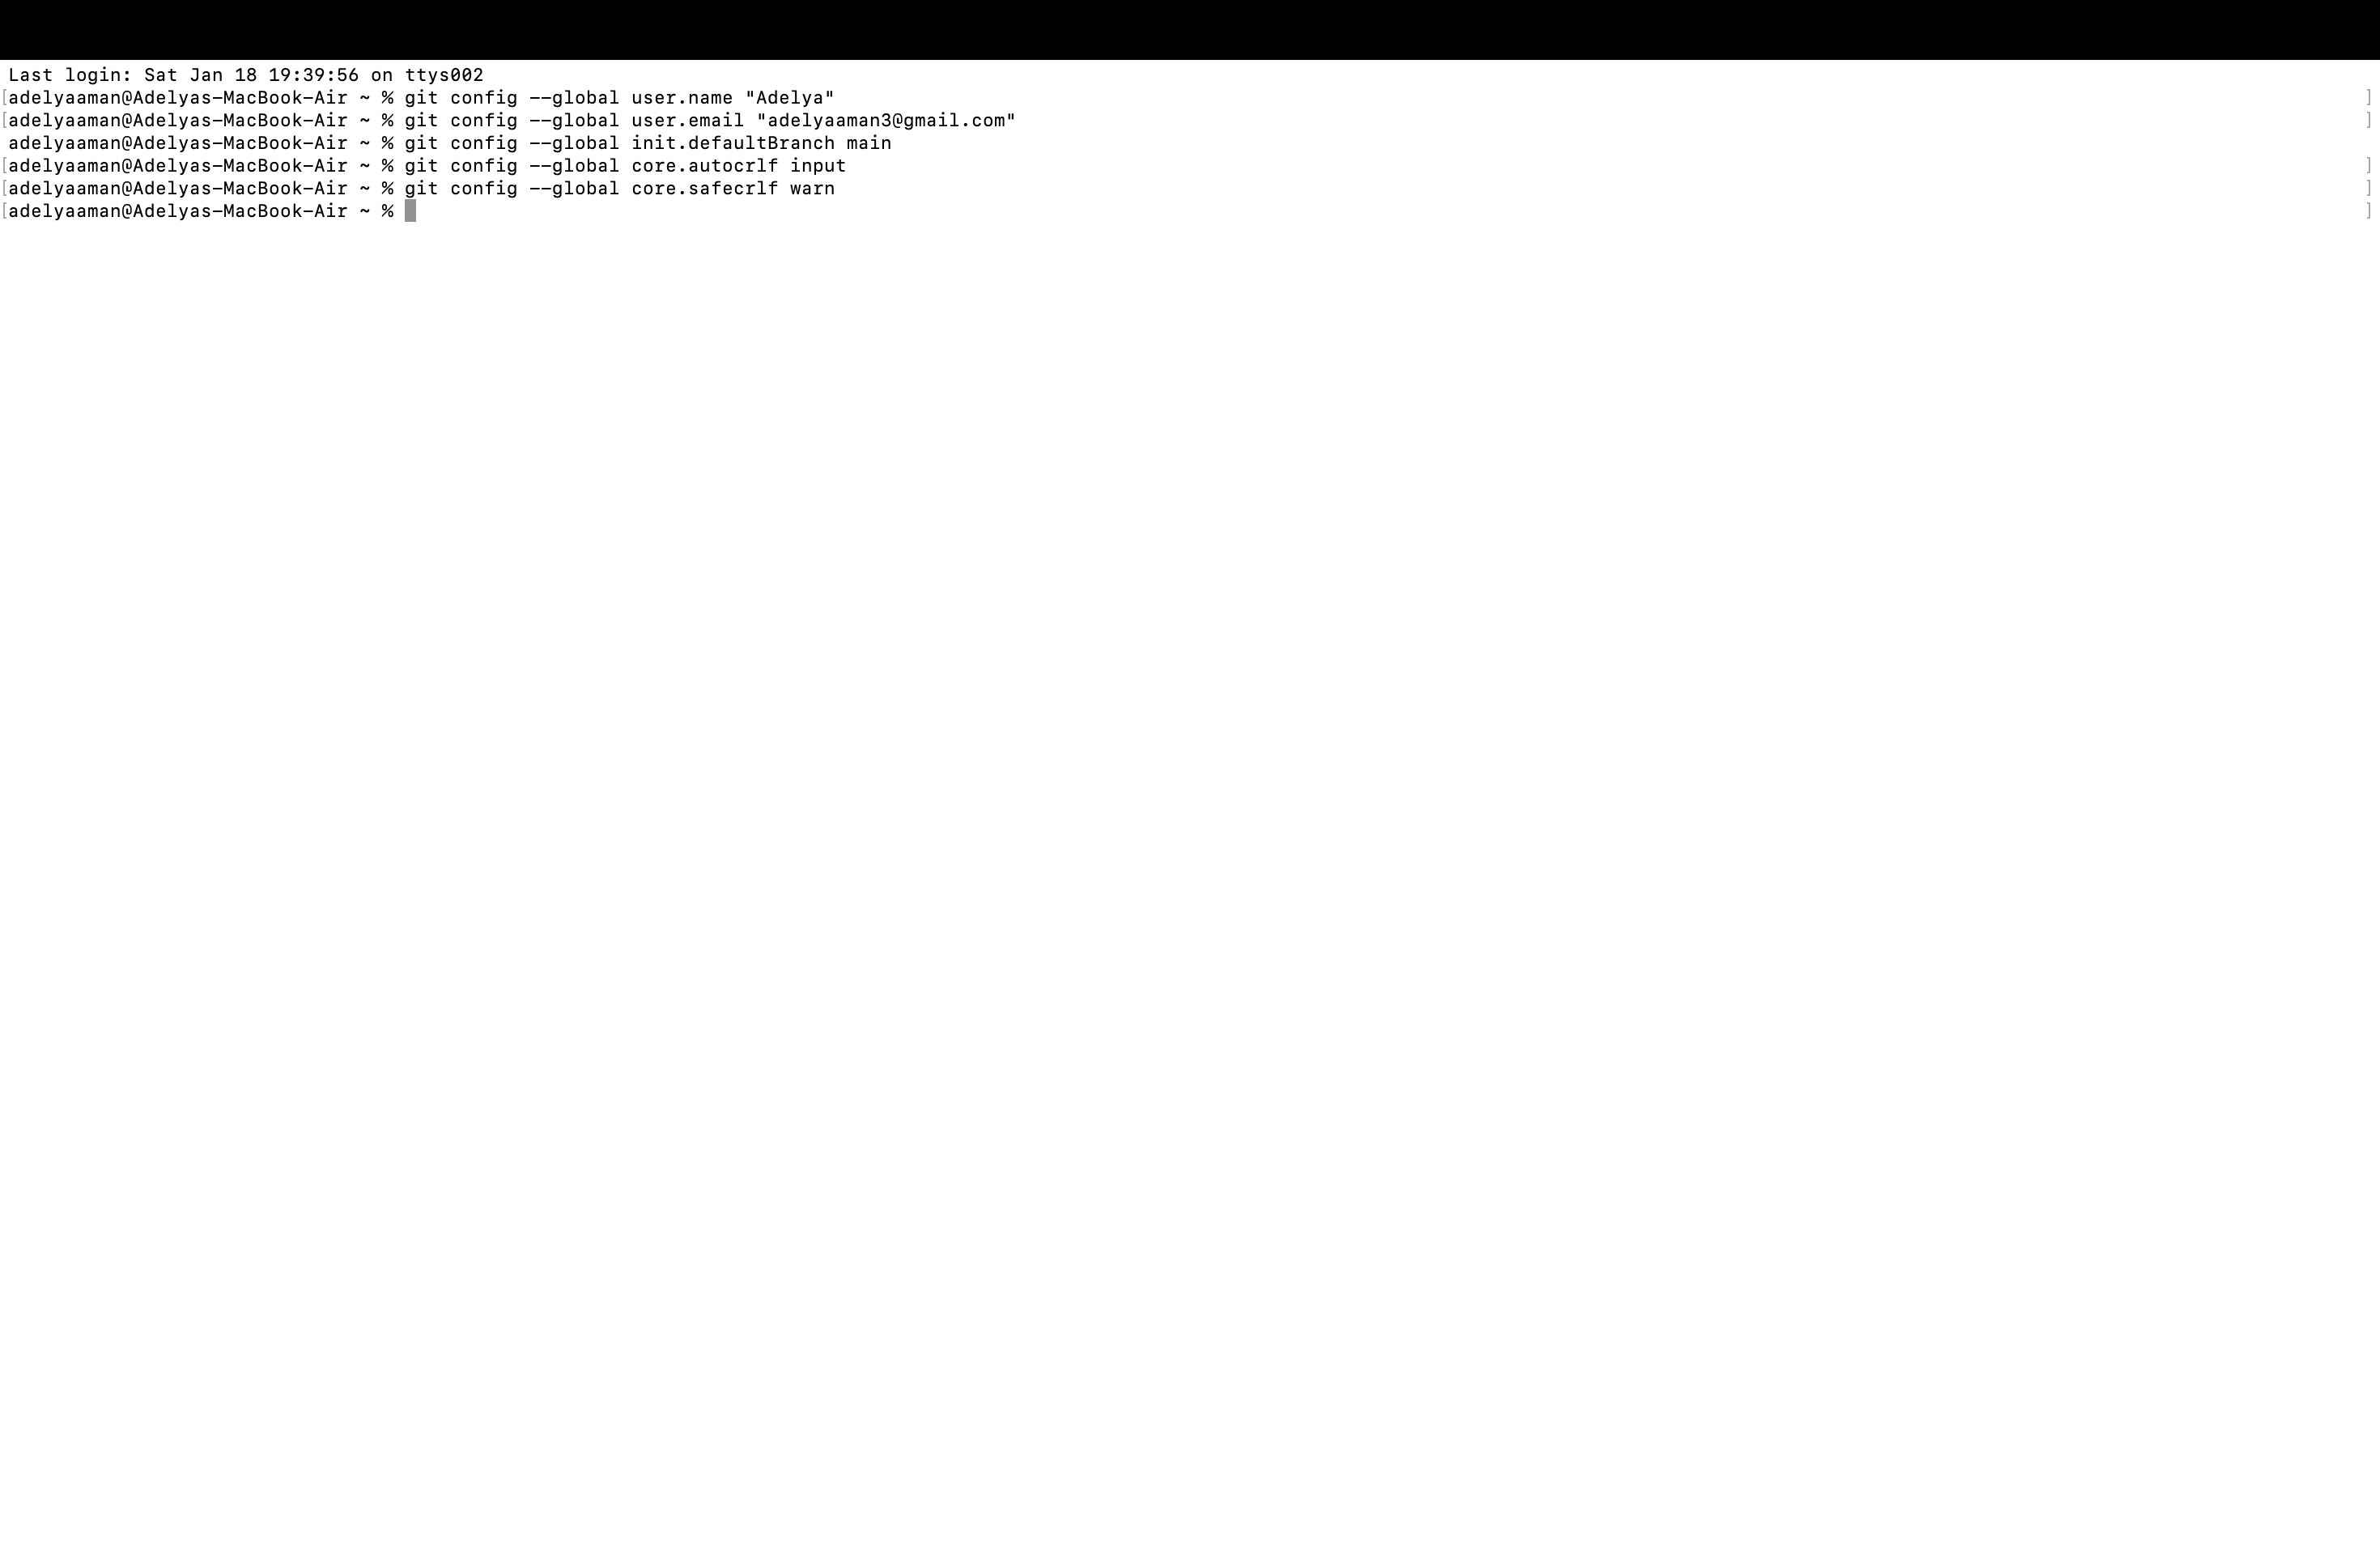 Last login: Sat Jan 18 19:39:56 on ttys002
[adelyaaman@Adelyas-MacBook-Air ~ % git config --global user.name "Adelya" ]
[adelyaaman@Adelyas-MacBook-Air ~ % git config --global user.email "adelyaaman3@gmail.com" ]
adelyaaman@Adelyas-MacBook-Air ~ % git config --global init.defaultBranch main
[adelyaaman@Adelyas-MacBook-Air ~ % git config --global core.autocrlf input ]
[adelyaaman@Adelyas-MacBook-Air ~ % git config --global core.safecrlf warn ]
[adelyaaman@Adelyas-MacBook-Air ~ % ]